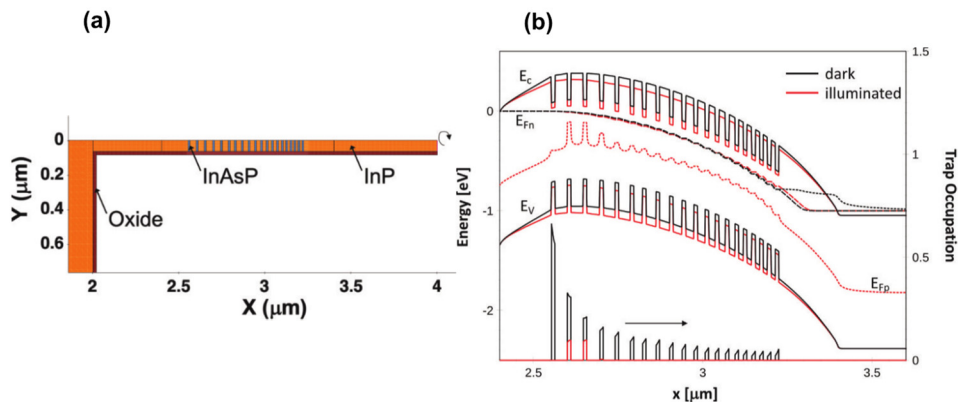 (a)
0
0.2
0.4
0.6
Y (μm)
InAsP
InP
Oxide
2
2.5
3
3.5
4
X (μm)
(b)
dark
illuminated
E_c
E_Fn
E_V
E_Fp
0
-1
-2
Energy [eV]
1.5
1
0.5
0
Trap Occupation
2.5
3
3.5
x [μm]